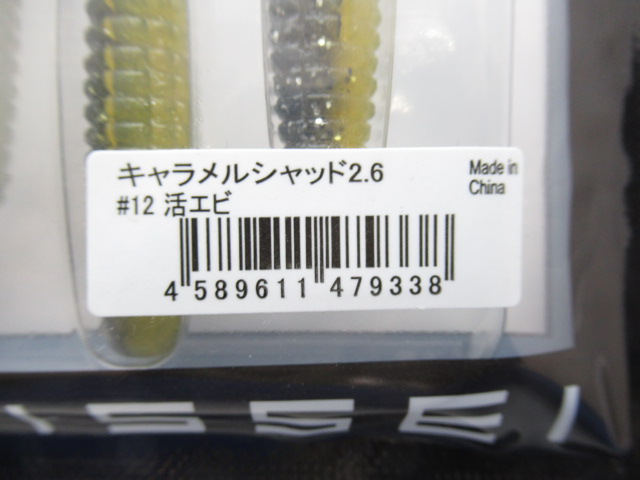 キャラメルシャッド2.6
Made in
China
#12 活エビ
4 589611 479338
ISSEI